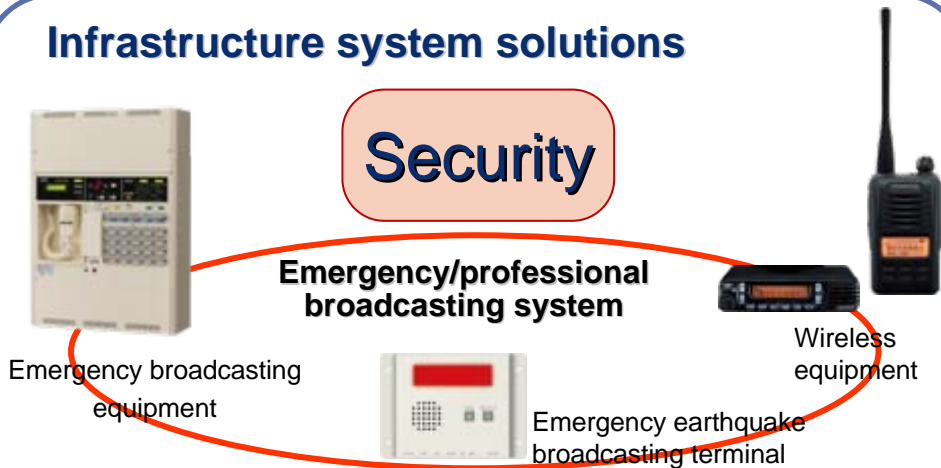 Infrastructure system solutions
Security
Emergency/professional
broadcasting system
Wireless
equipment
Emergency broadcasting
equipment
Emergency earthquake
broadcasting terminal